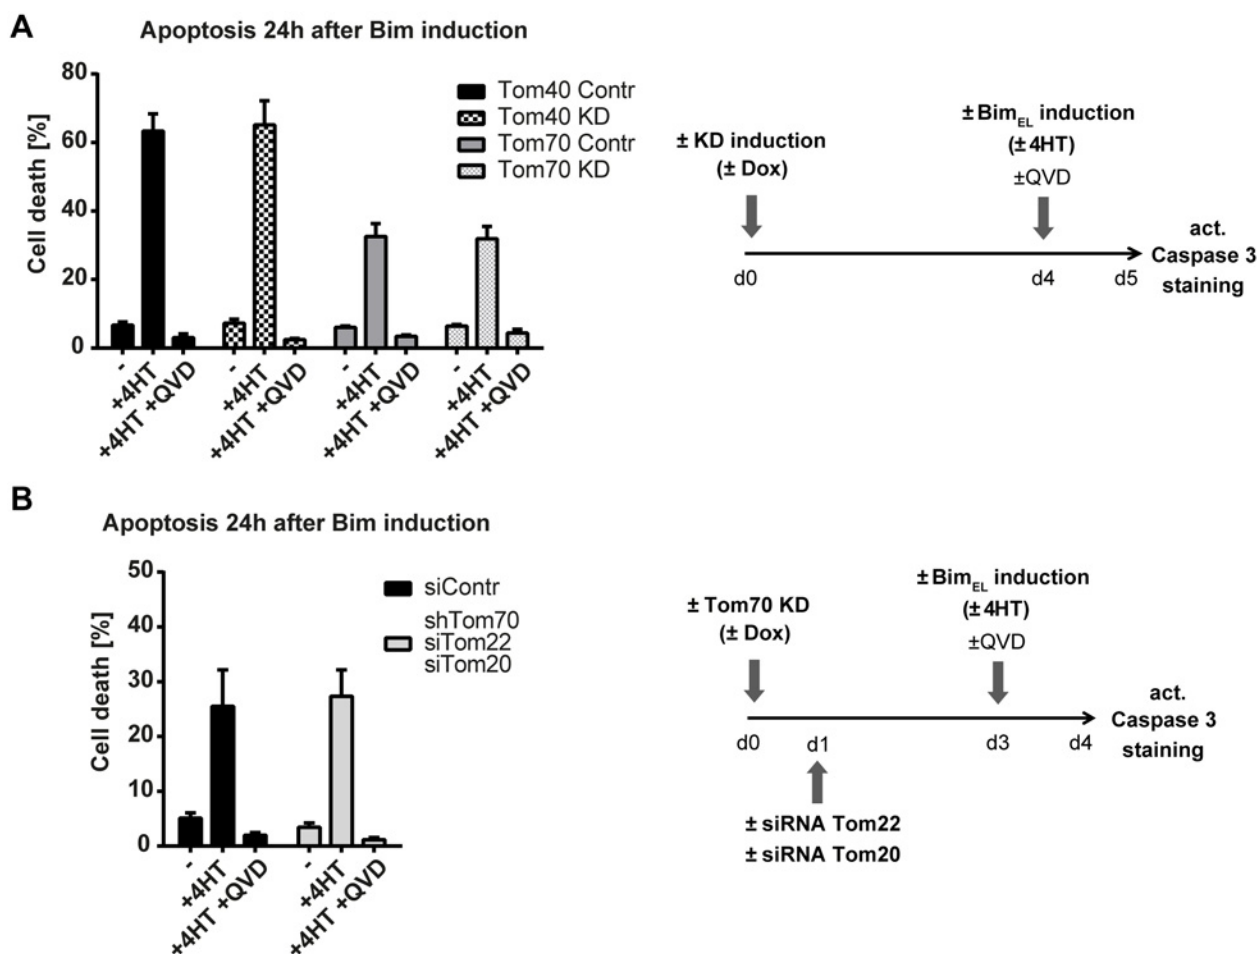 A
Apoptosis 24h after Bim induction
80
60
40
20
0
Cell death [%]
Tom40 Contr
Tom40 KD
Tom70 Contr
Tom70 KD
-
+4HT
+4HT +QVD
-
+4HT
+4HT +QVD
-
+4HT
+4HT +QVD
-
+4HT
+4HT +QVD
± KD induction
(± Dox)
± BimEL induction
(± 4HT)
±QVD
d0
d4
d5
act.
Caspase 3
staining
B
Apoptosis 24h after Bim induction
50
40
30
20
10
0
Cell death [%]
siContr
shTom70
siTom22
siTom20
-
+4HT
+4HT +QVD
-
+4HT
+4HT +QVD
± Tom70 KD
(± Dox)
± BimEL induction
(± 4HT)
±QVD
d0
d1
d3
d4
act.
Caspase 3
staining
± siRNA Tom22
± siRNA Tom20